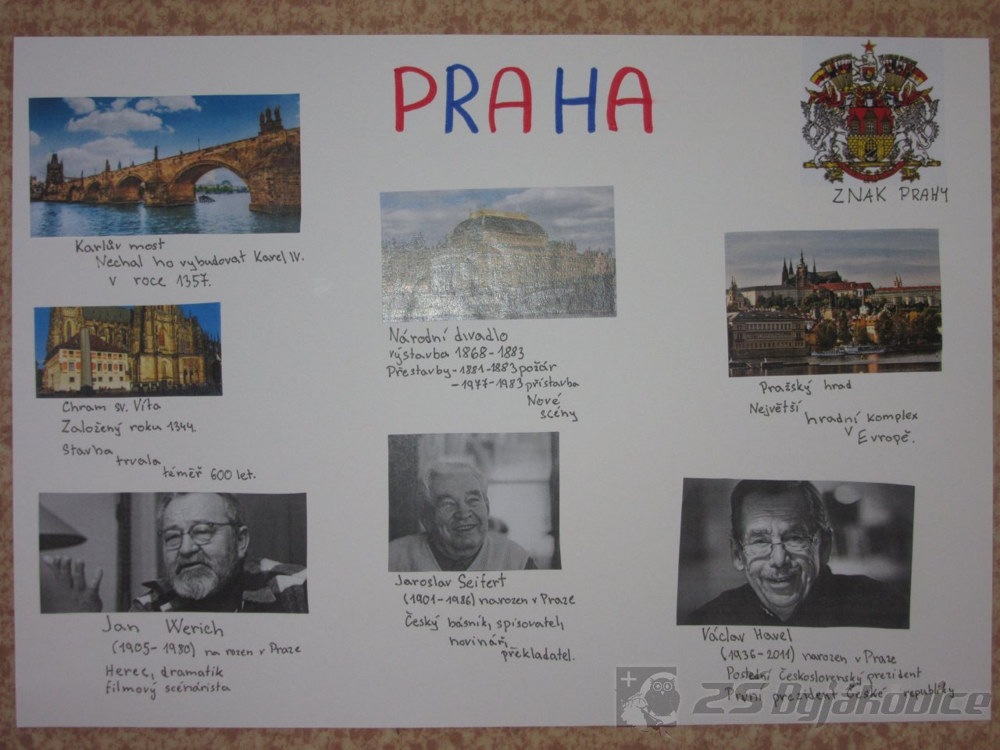 PRAHA
ZNAK PRAHY
Karlův most
Nechal ho vybudovat Karel IV.
v roce 1357.
Chram sv. Víta
Založený roku 1344.
Stavba
trvala
téměř 600 let.
Národní divadlo
výstavba 1868-1883
Přestavby-1881-1883 požár
-1977-1983 přístavba
Nové
scény
Pražský hrad
Největší
hradní komplex
v
Evropě.
Jan Werich
(1905-1980) narozen v Praze
Herec, dramatik
filmový scénárista
Jaroslav Seifert
(1901-1986) narozen v Praze
Český básník, spisovatel,
novinář,
překladatel.
Václav Havel
(1936-2011) narozen v Praze
Poslední Československý prezident
První prezident České republiky
ZS Byjakovice